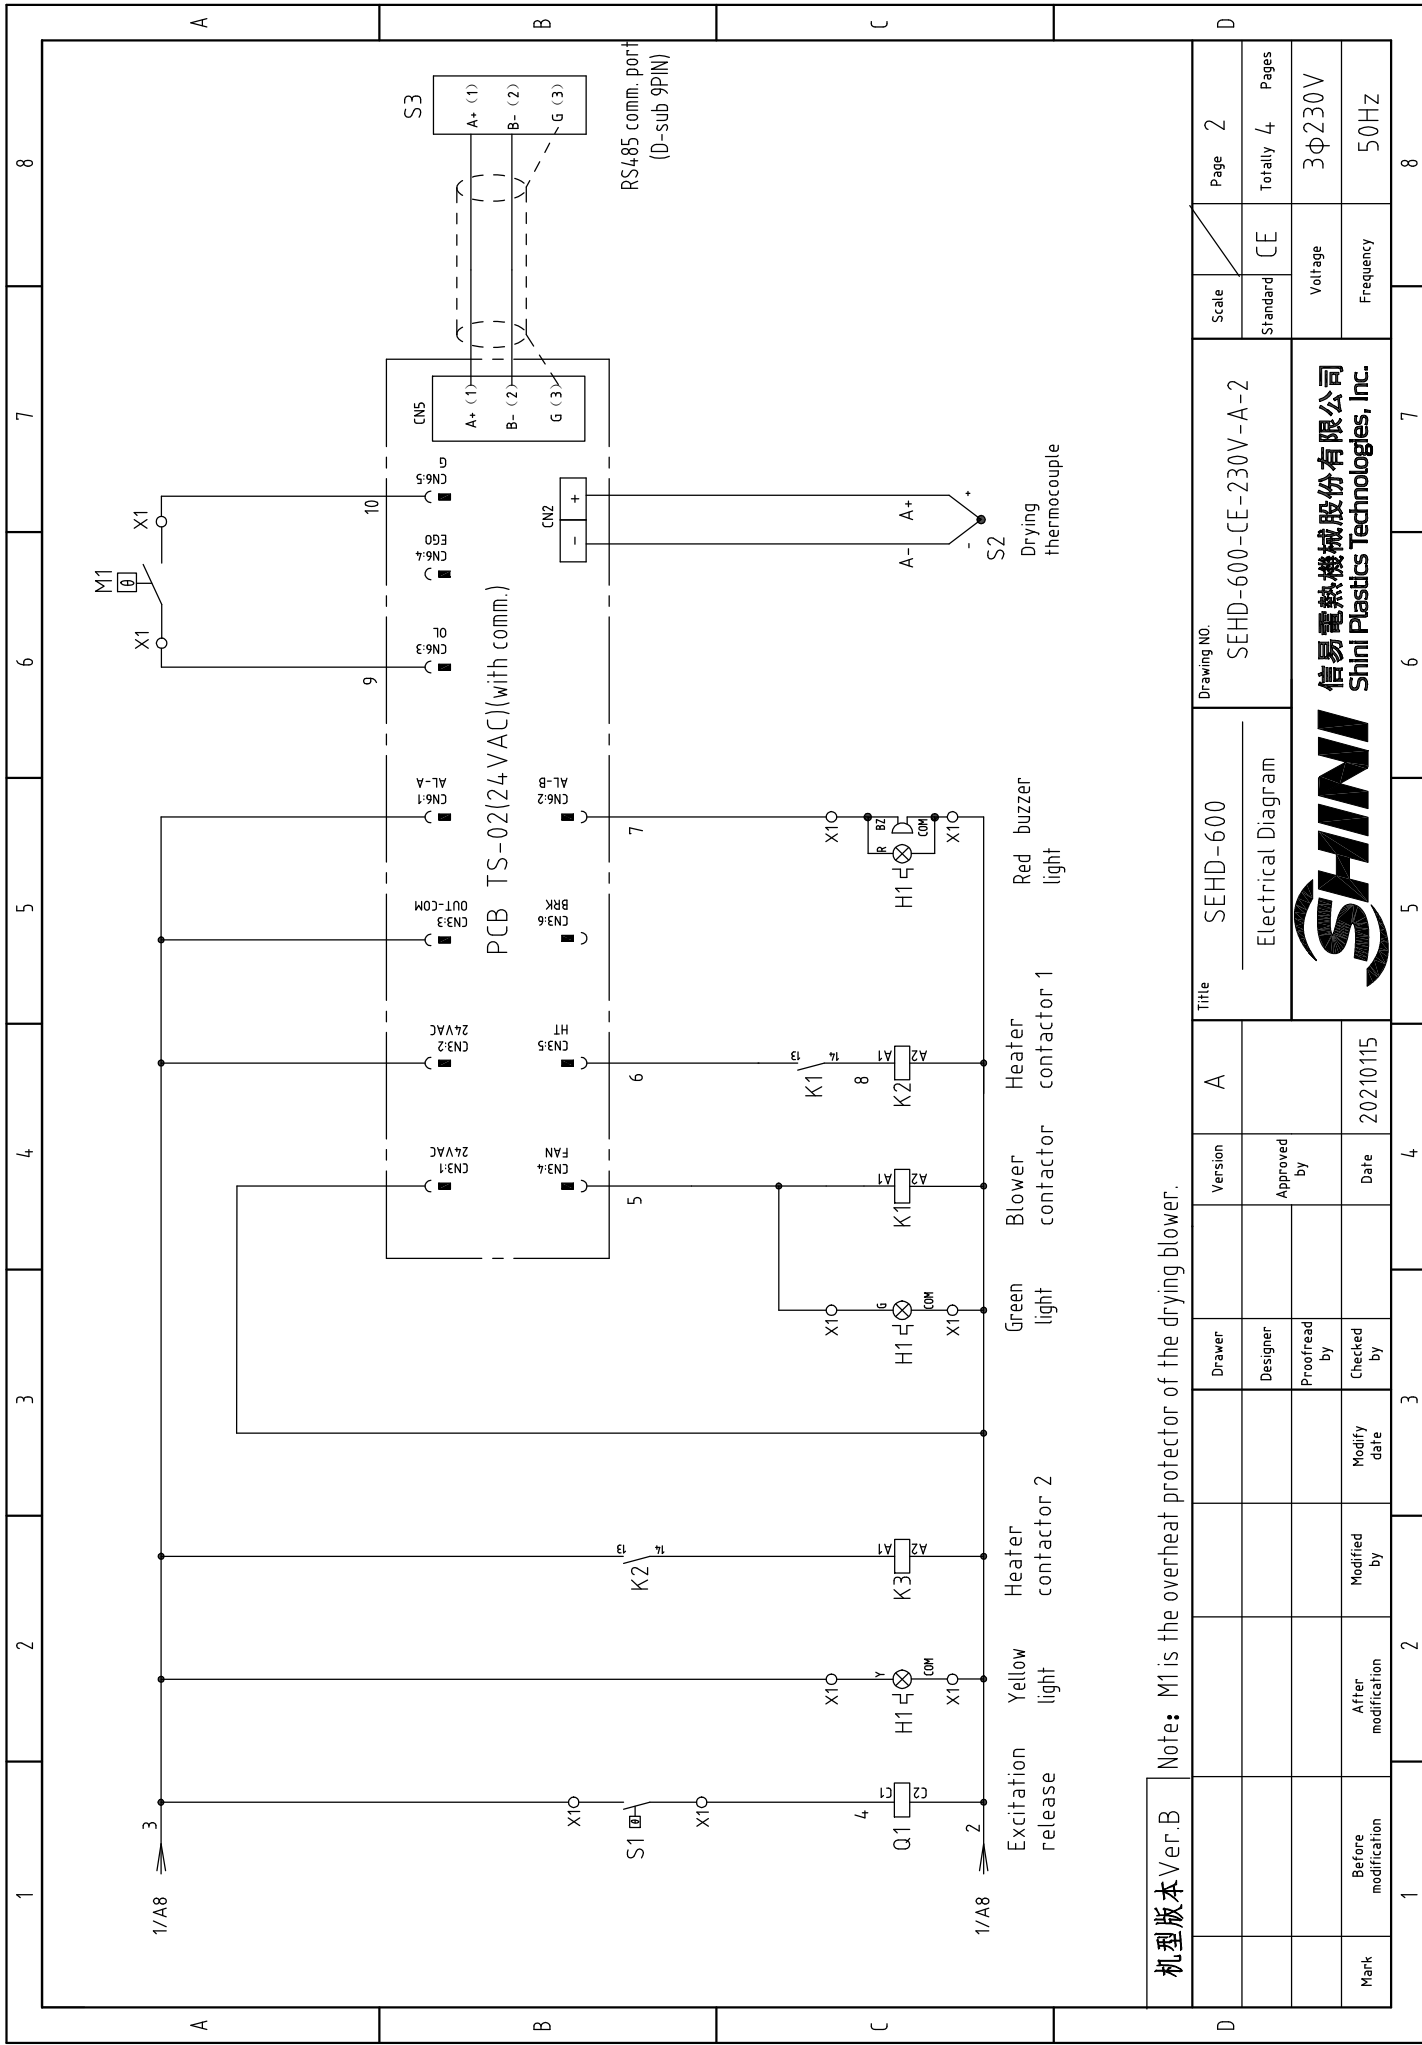 1
2
3
4
5
6
7
8
A
B
C
D
1/A8
3
M1
θ
X1
X1
9
10
S3
A+ (1)
B- (2)
G (3)
RS485 comm. port
(D-sub 9PIN)
CN5
A+ (1)
B- (2)
G (3)
CN3:1
24VAC
CN3:2
24VAC
CN3:3
OUT-COM
CN6:1
AL-A
CN6:3
OL
CN6:4
EGO
CN6:5
G
PCB TS-02(24VAC)(with comm.)
CN3:4
FAN
CN3:5
HT
CN3:6
BRK
CN6:2
AL-B
CN2
-
+
X1
S1
θ
X1
K2
13
14
5
6
7
4
Q1
C1
C2
X1
H1
Y
COM
X1
K3
A1
A2
X1
H1
G
COM
X1
K1
A1
A2
K1
13
14
8
K2
A1
A2
X1
H1
R
BZ
COM
X1
A-
A+
-
+
S2
Drying
thermocouple
1/A8
2
Excitation
release
Yellow
light
Heater
contactor 2
Green
light
Blower
contactor
Heater
contactor 1
Red buzzer
light
机型版本Ver.B
Note: M1 is the overheat protector of the drying blower.
Mark
Before
modification
After
modification
Modified
by
Modify
date
Drawer
Designer
Proofread
by
Checked
by
Version
A
Approved
by
Date
20210115
Title
SEHD-600
Electrical Diagram
Drawing NO.
SEHD-600-CE-230V-A-2
SHINI
信易電熱機械股份有限公司
Shini Plastics Technologies, Inc.
Scale
Page 2
Standard
CE
Totally 4 Pages
Voltage
3ф230V
Frequency
50HZ
A
B
C
D
1
2
3
4
5
6
7
8